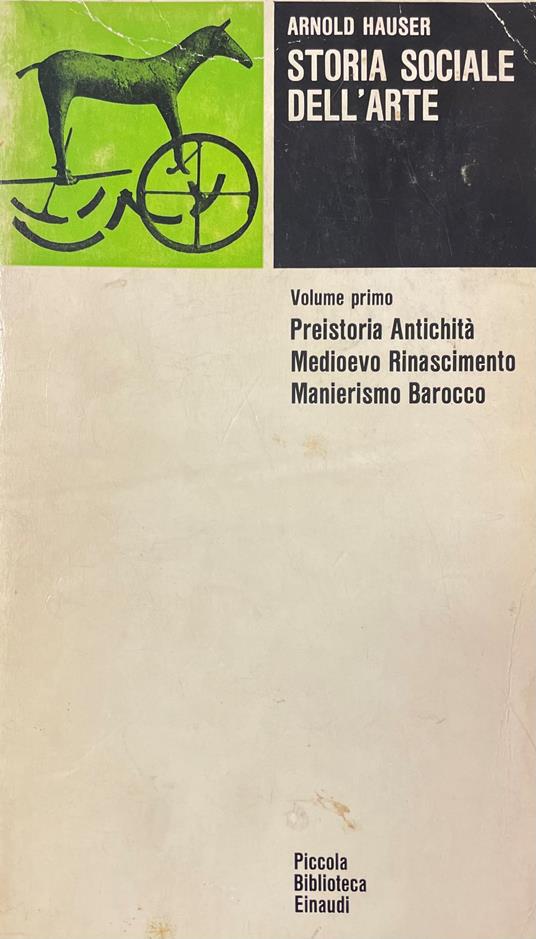 ARNOLD HAUSER
STORIA SOCIALE
DELL'ARTE
Volume primo
Preistoria Antichità
Medioevo Rinascimento
Manierismo Barocco
Piccola
Biblioteca
Einaudi